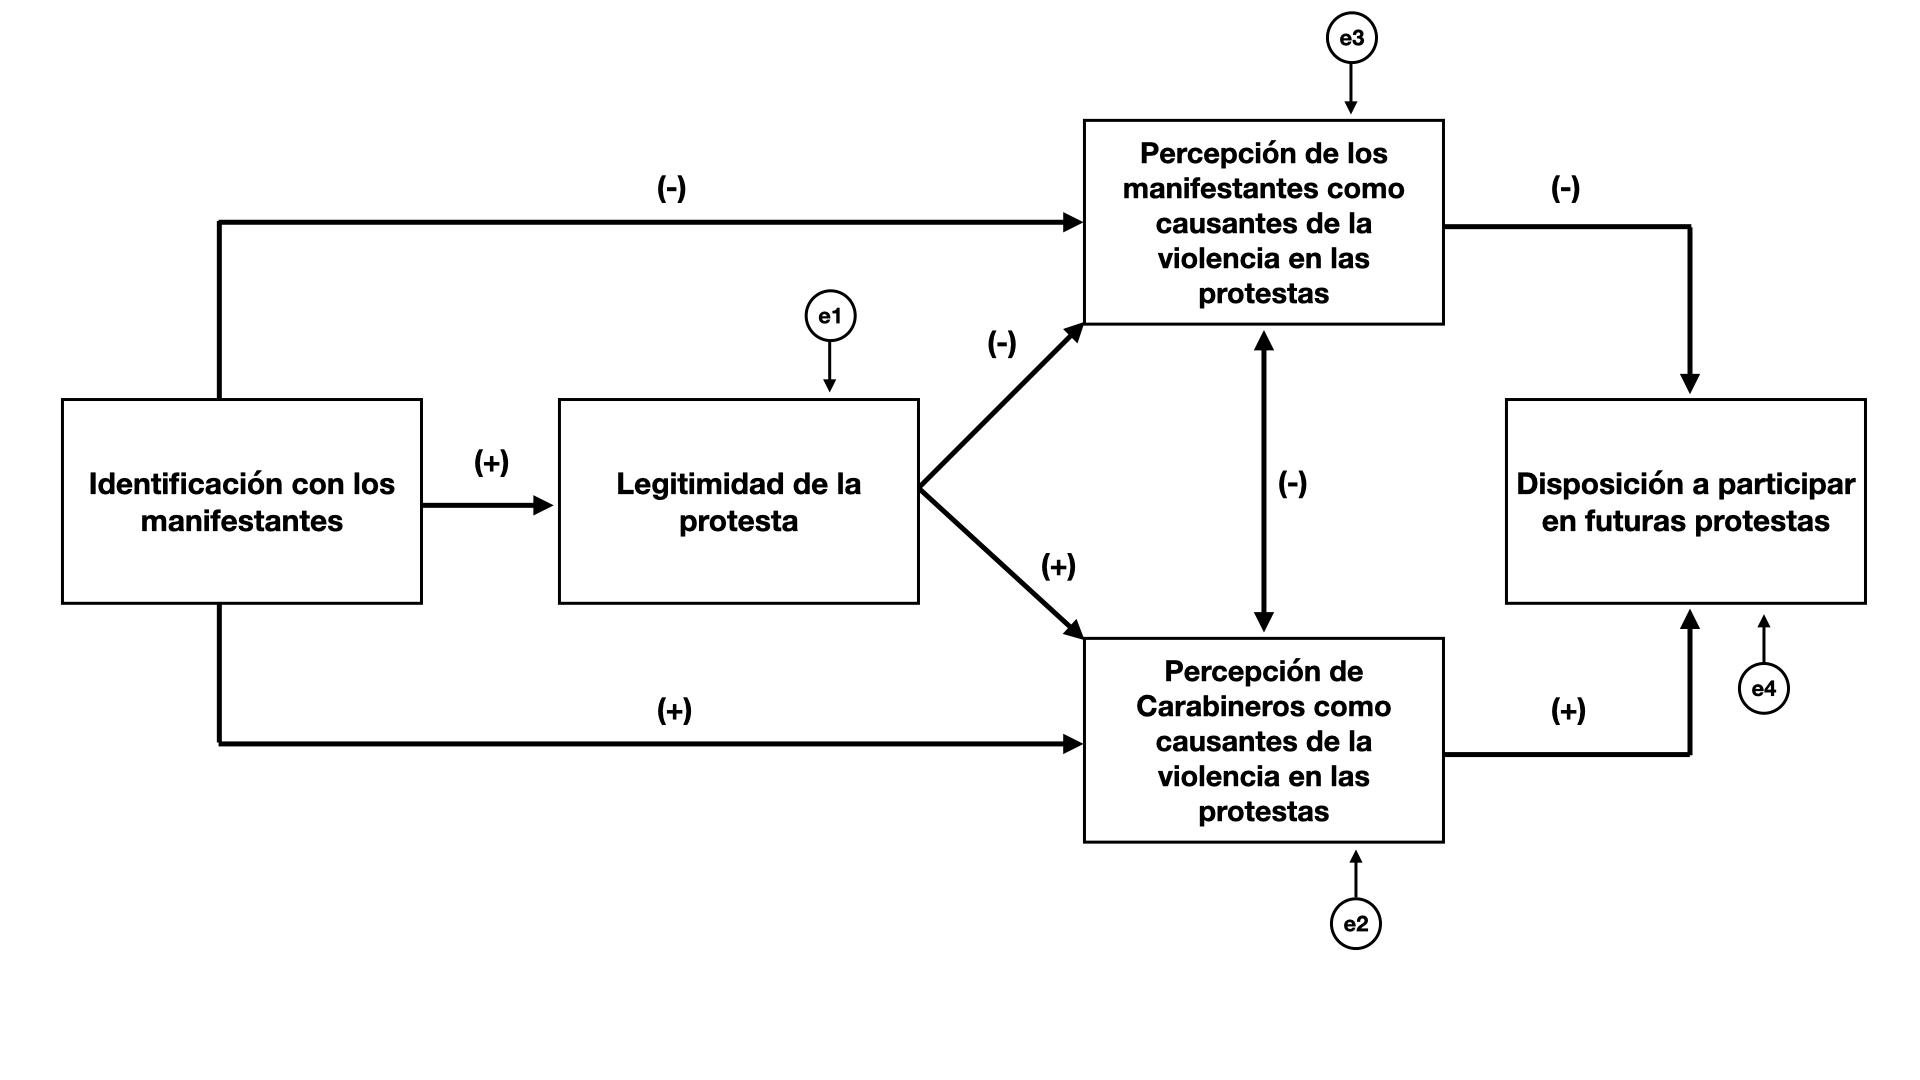 e3
Percepción de los
manifestantes como
causantes de la
violencia en las
protestas
(-)
(-)
e1
(-)
Identificación con los
manifestantes
(+)
Legitimidad de la
protesta
(-)
Disposición a participar
en futuras protestas
(+)
(+)
Percepción de
Carabineros como
causantes de la
violencia en las
protestas
(+)
e4
e2